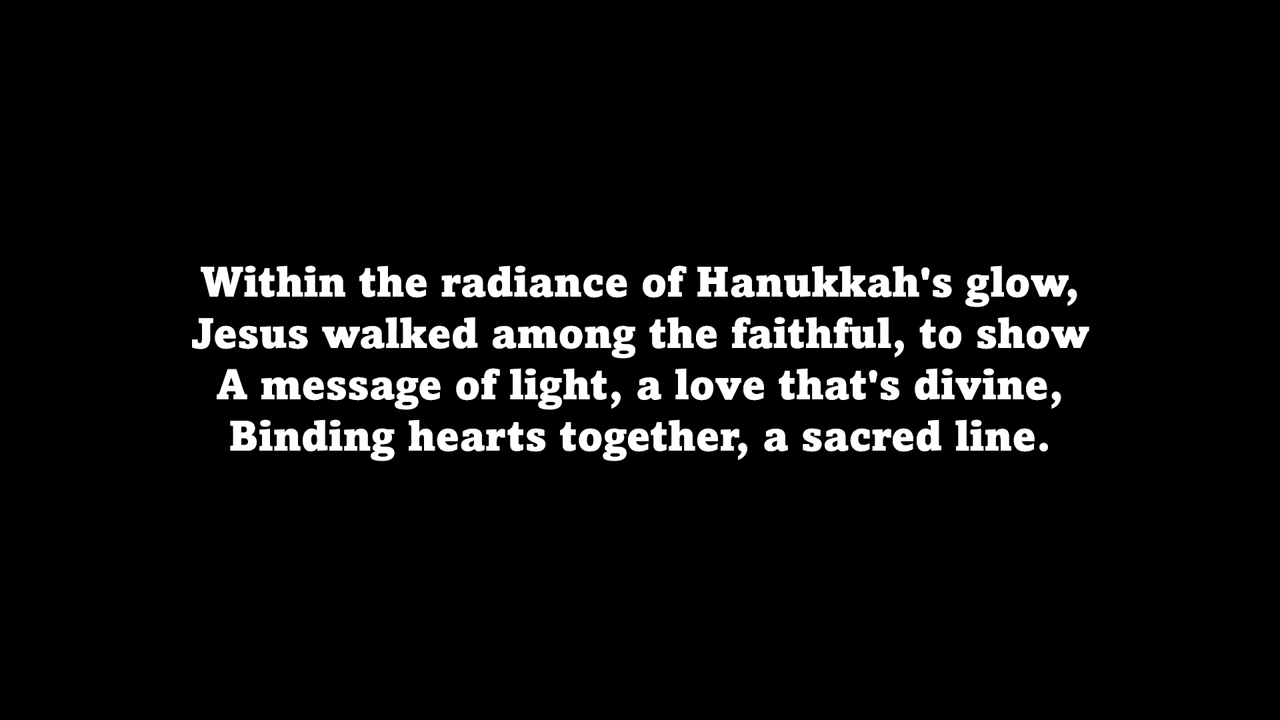 Within the radiance of Hanukkah's glow,
Jesus walked among the faithful, to show
A message of light, a love that's divine,
Binding hearts together, a sacred line.